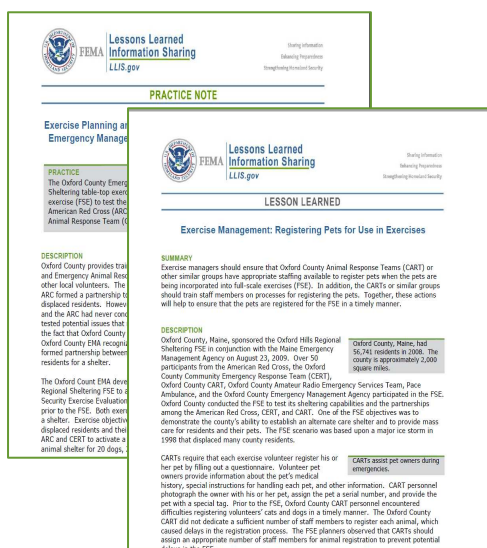 FEMA
Lessons Learned
Information Sharing
LLIS.gov
Sharing Information
Enhancing Preparedness
Strengthening Homeland Security
PRACTICE NOTE
Exercise Planning an
Emergency Manage
PRACTICE
The Oxford County Emerg
Sheltering table-top exerc
exercise (FSE) to test the
American Red Cross (ARC
Animal Response Team (C
DESCRIPTION
Oxford County provides trai
and Emergency Animal Resc
other local volunteers. The
ARC formed a partnership to
displaced residents. Howev
and the ARC had never conc
tested potential issues that
the fact that Oxford County
Oxford County EMA recogniz
formed partnership between
residents for a shelter.
The Oxford Count EMA deve
Regional Sheltering FSE to a
Security Exercise Evaluation
prior to the FSE. Both exerc
a shelter. Exercise objective
displaced residents and thei
ARC and CERT to activate a
animal shelter for 20 dogs,
FEMA
Lessons Learned
Information Sharing
LLIS.gov
Sharing Information
Enhancing Preparedness
Strengthening Homeland Security
LESSON LEARNED
Exercise Management: Registering Pets for Use in Exercises
SUMMARY
Exercise managers should ensure that Oxford County Animal Response Teams (CART) or
other similar groups have appropriate staffing available to register pets when the pets are
being incorporated into full-scale exercises (FSE). In addition, the CARTs or similar groups
should train staff members on processes for registering the pets. Together, these actions
will help to ensure that the pets are registered for the FSE in a timely manner.
DESCRIPTION
Oxford County, Maine, sponsored the Oxford Hills Regional
Sheltering FSE in conjunction with the Maine Emergency
Management Agency on August 23, 2009. Over 50
participants from the American Red Cross, the Oxford
County Community Emergency Response Team (CERT),
Oxford County CART, Oxford County Amateur Radio Emergency Services Team, Pace
Ambulance, and the Oxford County Emergency Management Agency participated in the FSE.
Oxford County conducted the FSE to test its sheltering capabilities and the partnerships
among the American Red Cross, CERT, and CART. One of the FSE objectives was to
demonstrate the county's ability to establish an alternate care shelter and to provide mass
care for residents and their pets. The FSE scenario was based upon a major ice storm in
1998 that displaced many county residents.
Oxford County, Maine, had
56,741 residents in 2008. The
county is approximately 2,000
square miles.
CARTs require that each exercise volunteer register his or
her pet by filling out a questionnaire. Volunteer pet
owners provide information about the pet's medical
history, special instructions for handling each pet, and other information. CART personnel
photograph the owner with his or her pet, assign the pet a serial number, and provide the
pet with a special tag. Prior to the FSE, Oxford County CART personnel encountered
difficulties registering volunteers' cats and dogs in a timely manner. The Oxford County
CART did not dedicate a sufficient number of staff members to register each animal, which
caused delays in the registration process. The FSE planners observed that CARTs should
assign an appropriate number of staff members for animal registration to prevent potential
delays in the FSE.
CARTs assist pet owners during
emergencies.